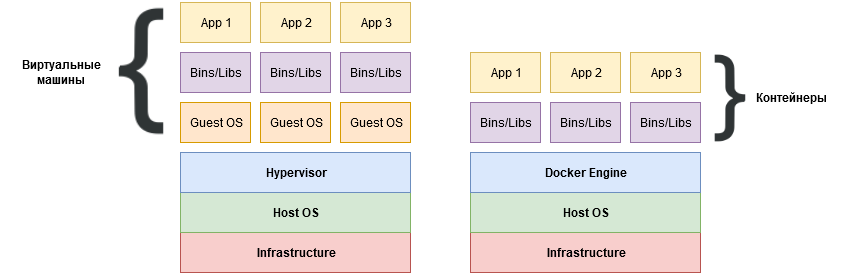 Виртуальные
машины
App 1
App 2
App 3
Bins/Libs
Bins/Libs
Bins/Libs
Guest OS
Guest OS
Guest OS
Hypervisor
Host OS
Infrastructure
App 1
App 2
App 3
Bins/Libs
Bins/Libs
Bins/Libs
Docker Engine
Host OS
Infrastructure
Контейнеры